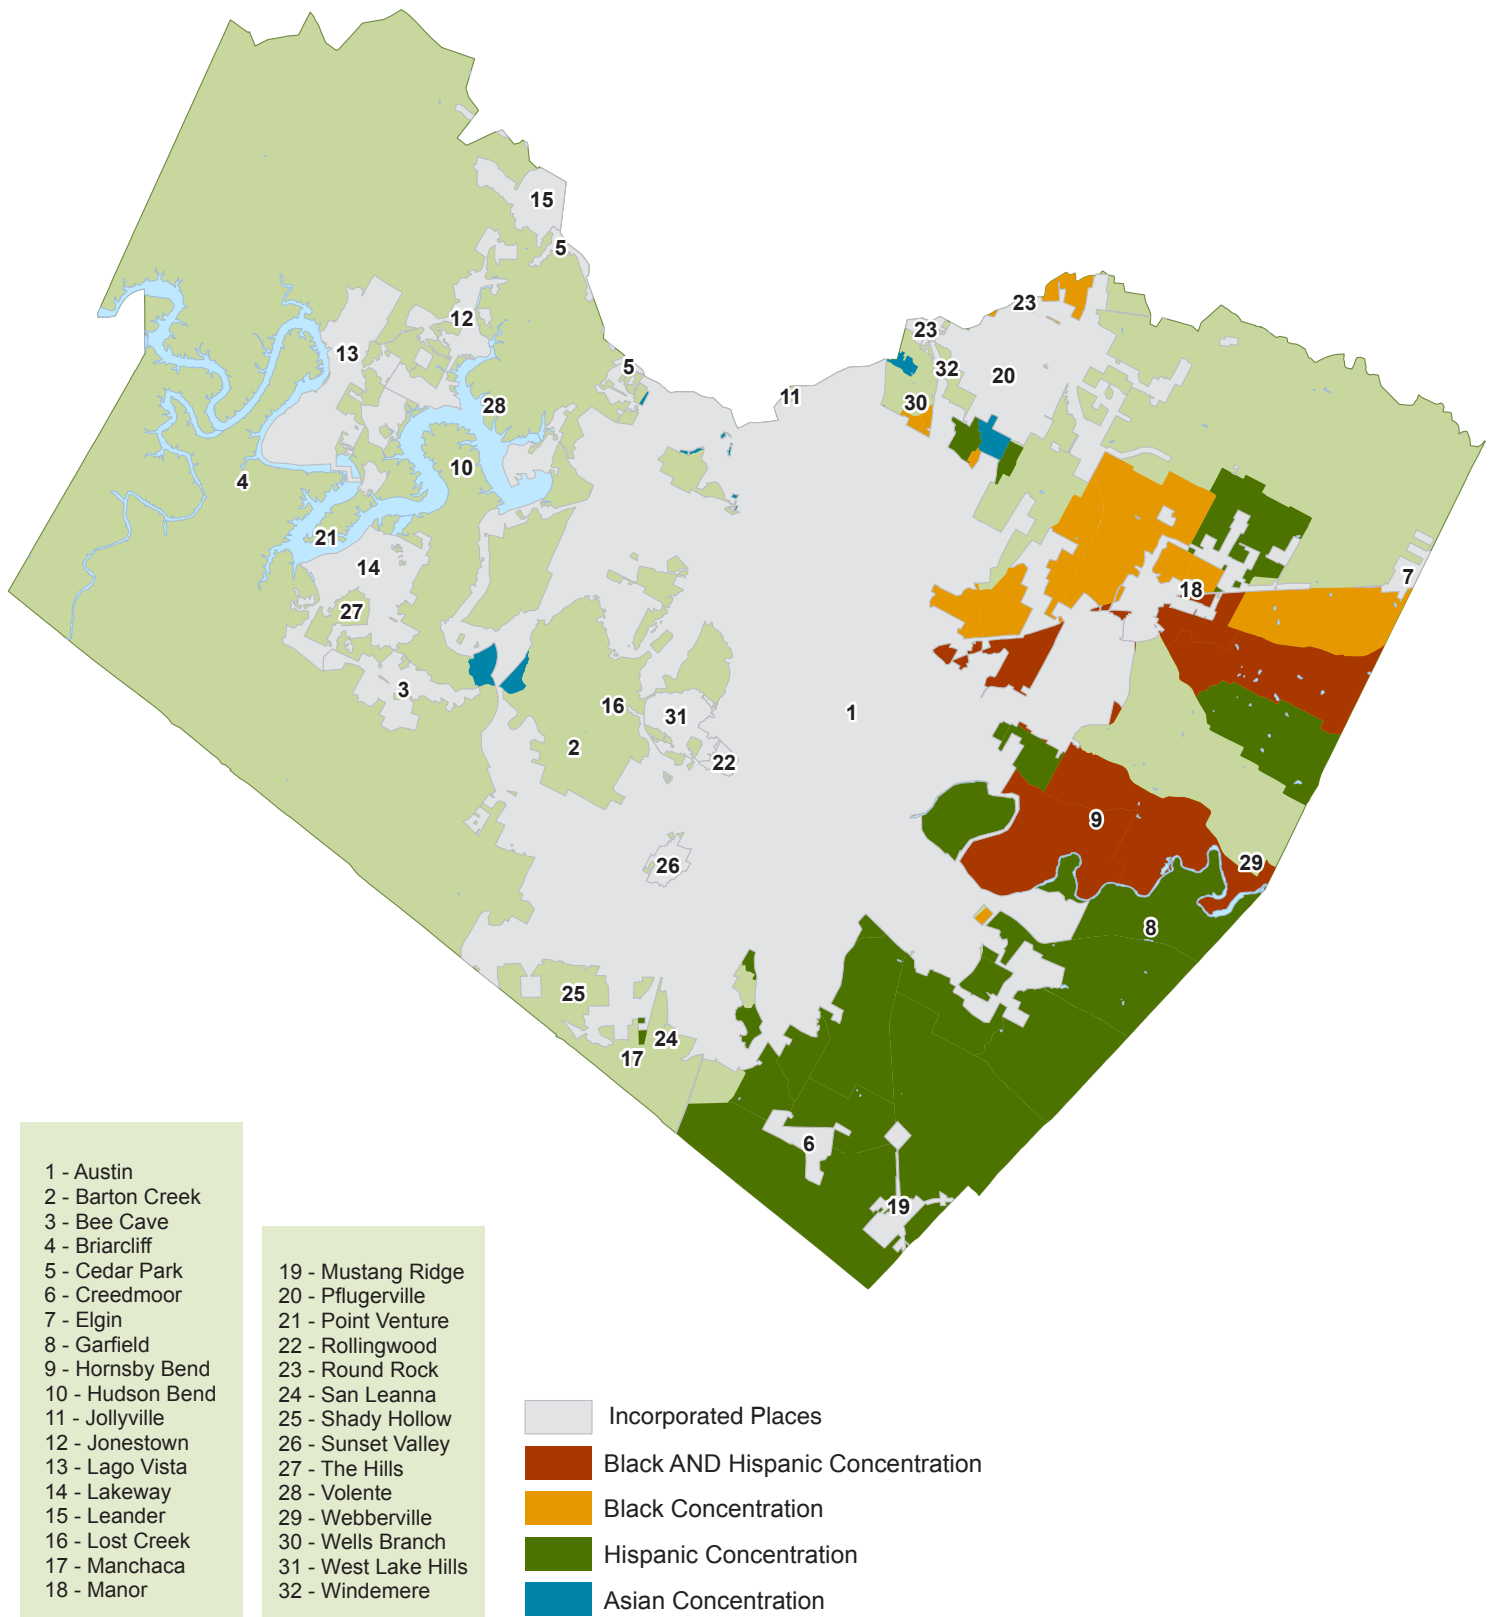 15
5
23
12
23
13
5
32
20
11
30
28
10
4
21
7
14
18
27
3
16
1
31
2
22
9
29
26
8
25
24
17
6
19
1 - Austin
2 - Barton Creek
3 - Bee Cave
4 - Briarcliff
5 - Cedar Park
6 - Creedmoor
7 - Elgin
8 - Garfield
9 - Hornsby Bend
10 - Hudson Bend
11 - Jollyville
12 - Jonestown
13 - Lago Vista
14 - Lakeway
15 - Leander
16 - Lost Creek
17 - Manchaca
18 - Manor
19 - Mustang Ridge
20 - Pflugerville
21 - Point Venture
22 - Rollingwood
23 - Round Rock
24 - San Leanna
25 - Shady Hollow
26 - Sunset Valley
27 - The Hills
28 - Volente
29 - Webberville
30 - Wells Branch
31 - West Lake Hills
32 - Windemere
Incorporated Places
Black AND Hispanic Concentration
Black Concentration
Hispanic Concentration
Asian Concentration